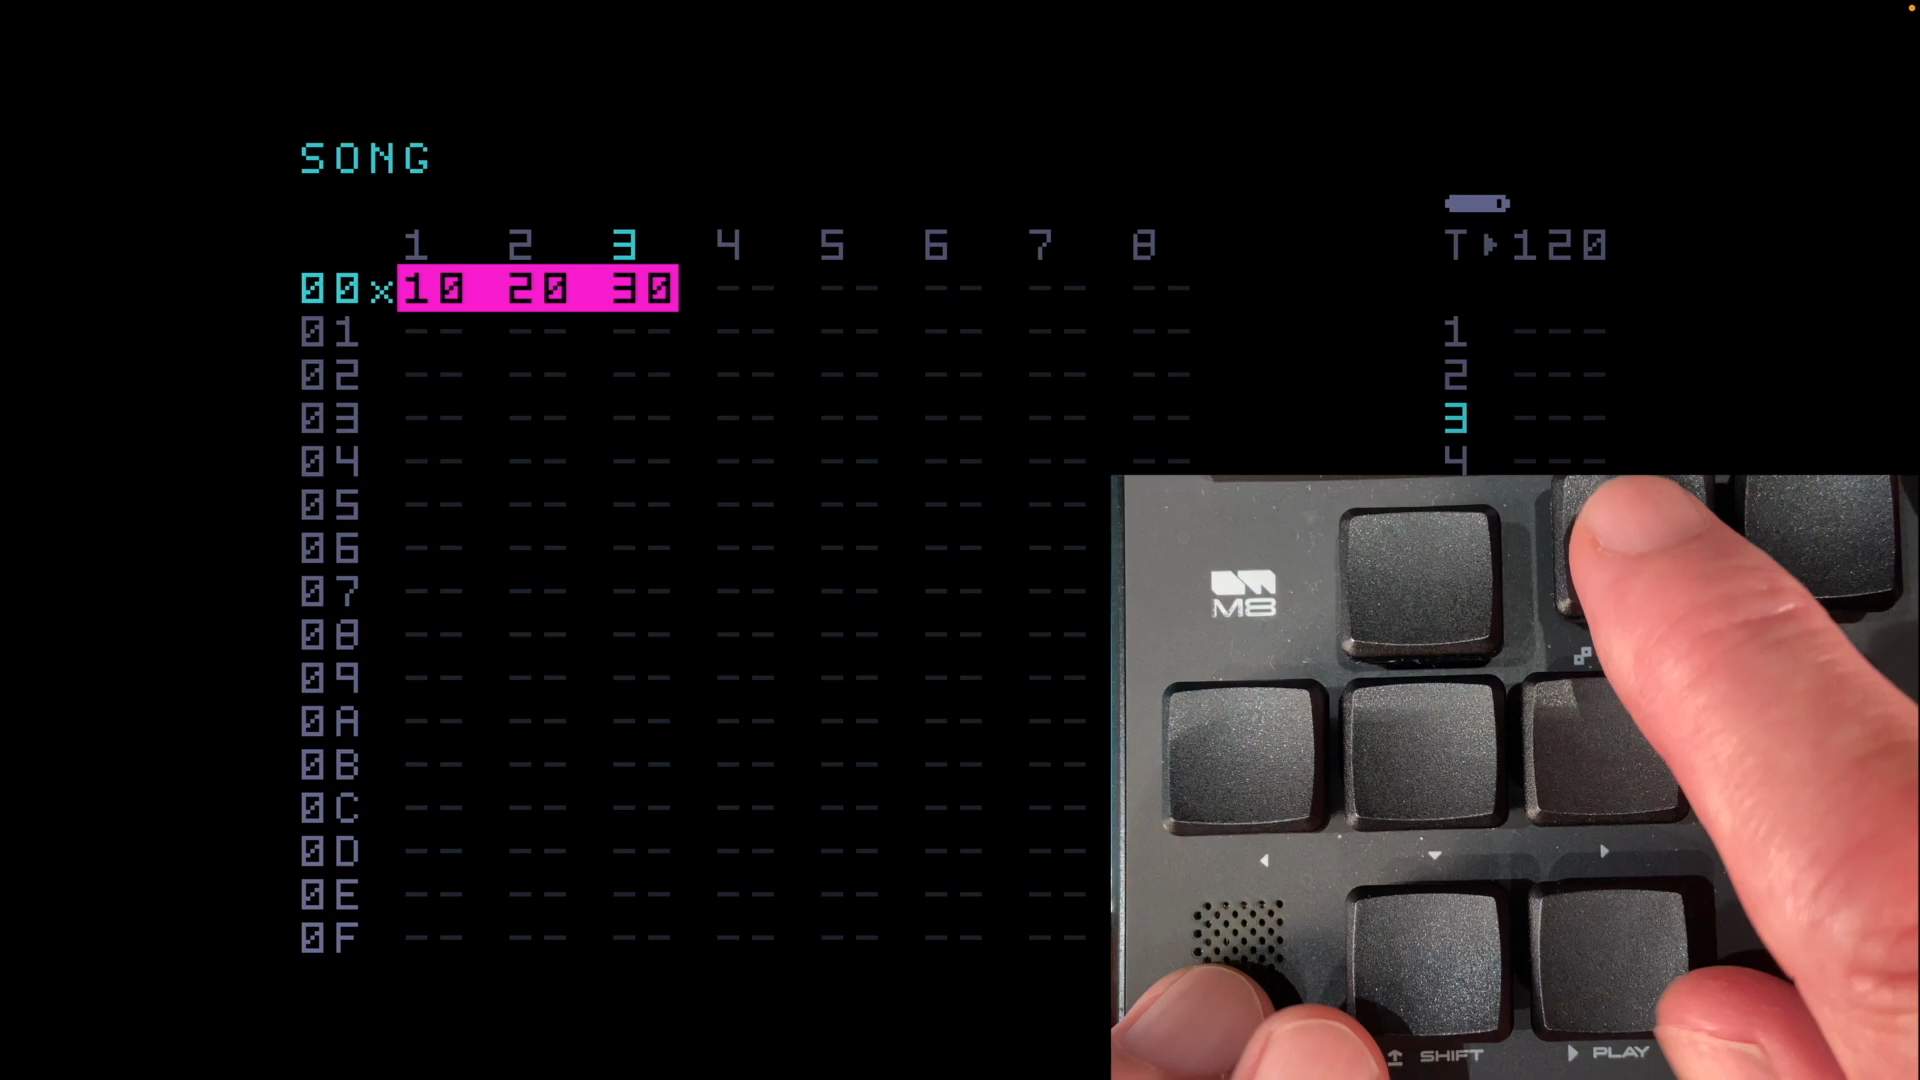 SONG
1 2 3 4 5 6 7 8
T 120
00x10 20 30 -- -- -- -- --
01 -- -- -- -- -- -- -- -- 1 ---
02 -- -- -- -- -- -- -- -- 2 ---
03 -- -- -- -- -- -- -- -- 3 ---
04 -- -- -- -- -- -- -- -- 4 ---
05 -- -- -- -- -- -- --
06 -- -- -- -- -- -- --
07 -- -- -- -- -- -- --
08 -- -- -- -- -- -- --
09 -- -- -- -- -- -- --
0A -- -- -- -- -- -- --
0B -- -- -- -- -- -- --
0C -- -- -- -- -- -- --
0D -- -- -- -- -- -- --
0E -- -- -- -- -- -- --
0F -- -- -- -- -- -- --
M8
SHIFT
PLAY